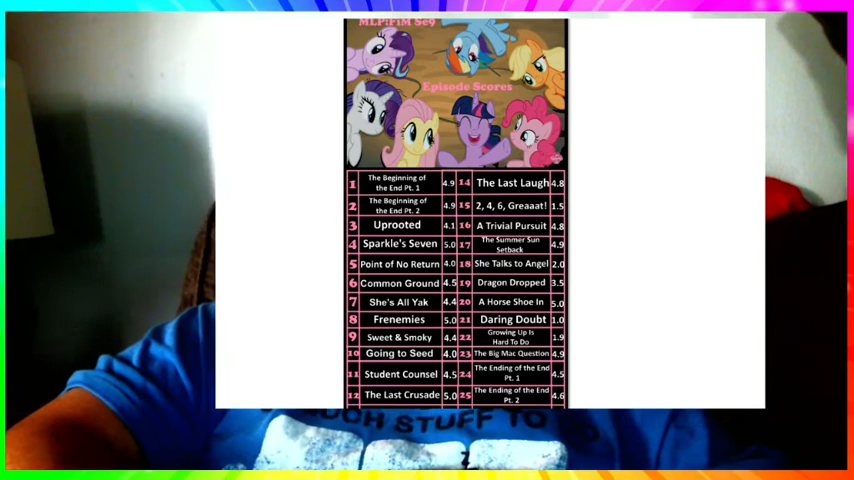 MLP:FiM Se9
Episode Scores
1 The Beginning of the End Pt. 1 4.9 14 The Last Laugh 4.8
2 The Beginning of the End Pt. 2 4.9 15 2, 4, 6, Greaaat! 1.5
3 Uprooted 4.1 16 A Trivial Pursuit 4.8
4 Sparkle's Seven 5.0 17 The Summer Sun Setback 4.9
5 Point of No Return 4.0 18 She Talks to Angel 2.0
6 Common Ground 4.5 19 Dragon Dropped 3.5
7 She's All Yak 4.4 20 A Horse Shoe In 5.0
8 Frenemies 5.0 21 Daring Doubt 1.0
9 Sweet & Smoky 4.4 22 Growing Up Is Hard To Do 1.9
10 Going to Seed 4.0 23 The Big Mac Question 4.9
11 Student Counsel 4.5 24 The Ending of the End Pt. 1 4.5
12 The Last Crusade 5.0 25 The Ending of the End Pt. 2 4.6
STUFF TO